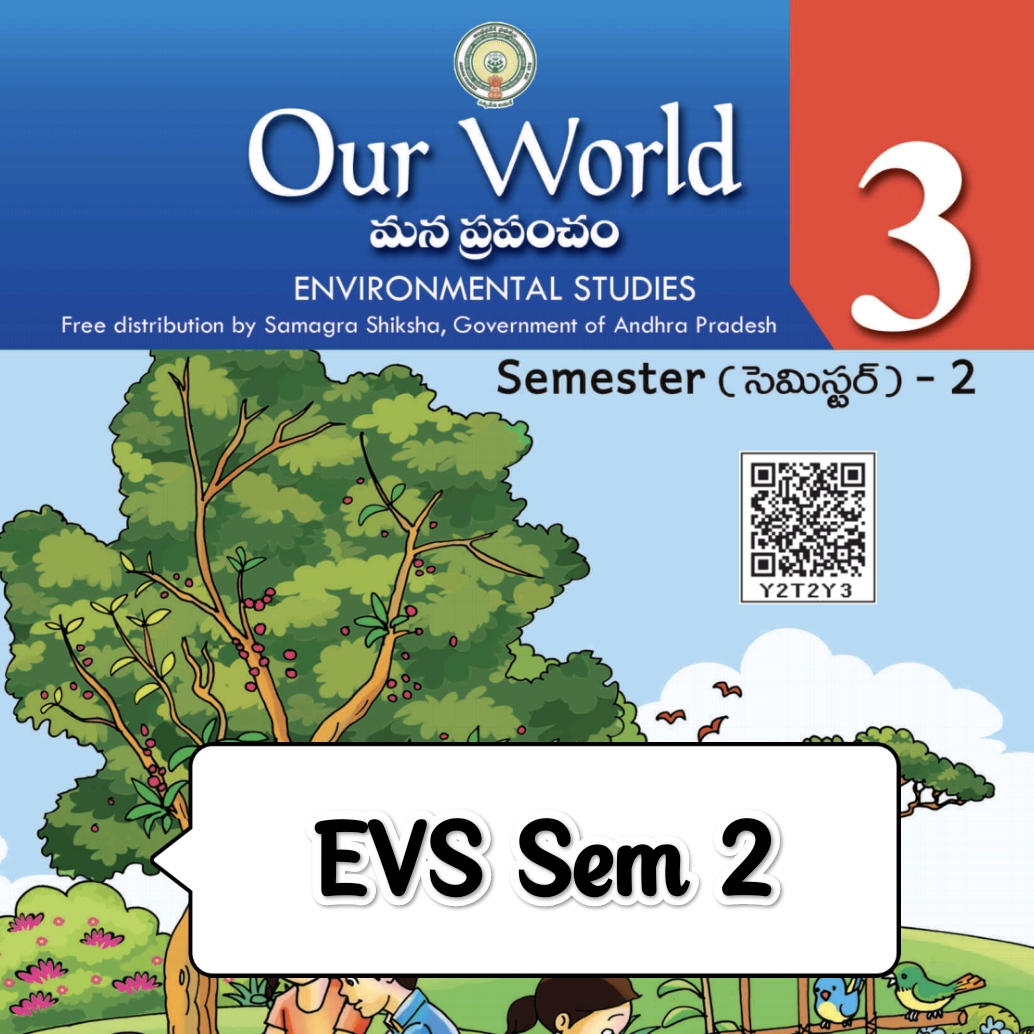 Our World
మన ప్రపంచం
ENVIRONMENTAL STUDIES
Free distribution by Samagra Shiksha, Government of Andhra Pradesh
3
Semester (సెమిస్టర్) - 2
Y2T2Y3
EVS Sem 2